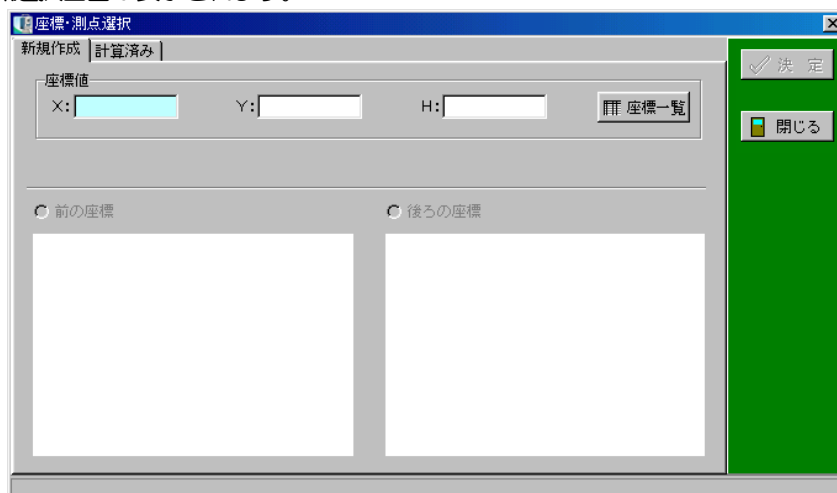 座標・測点選択
新規作成 計算済み
決 定
座標値
X: Y: H: 座標一覧
閉じる
前の座標 後ろの座標